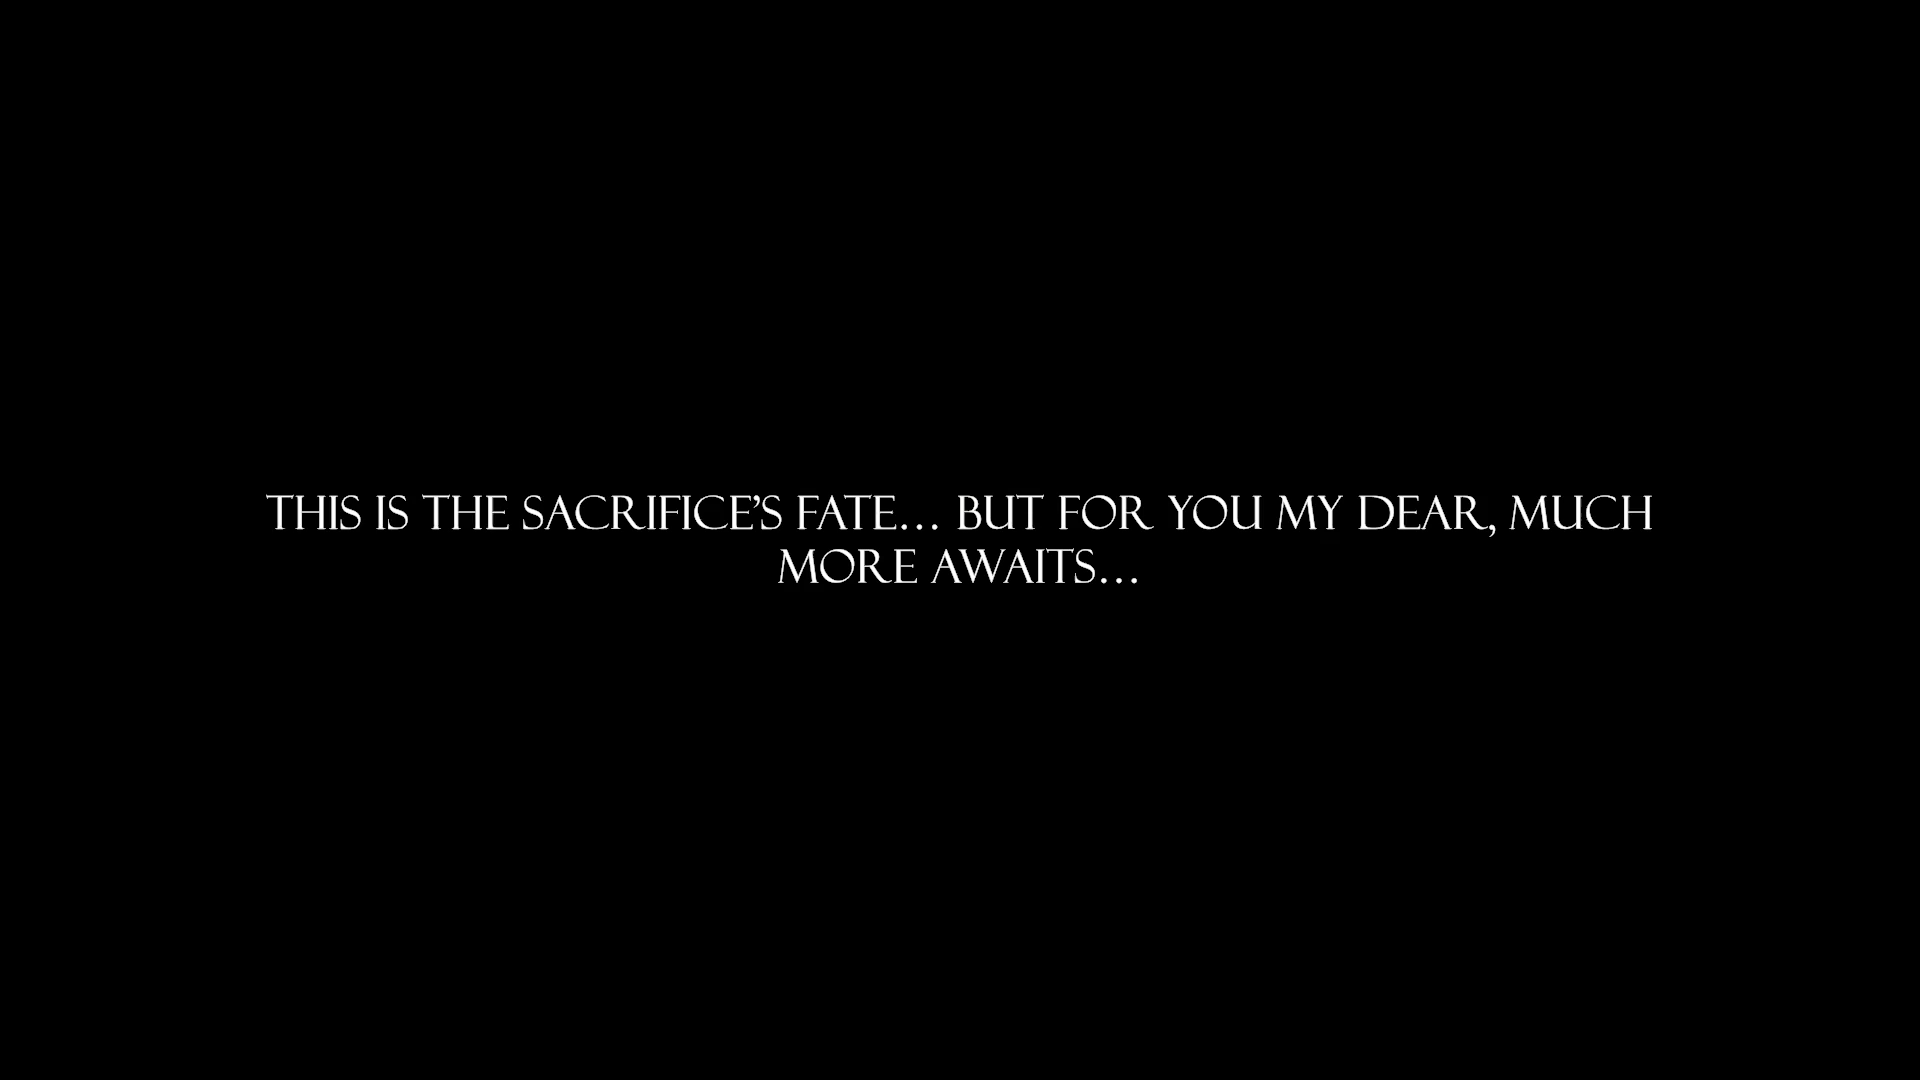 THIS IS THE SACRIFICE’S FATE... BUT FOR YOU MY DEAR, MUCH
MORE AWAITS...